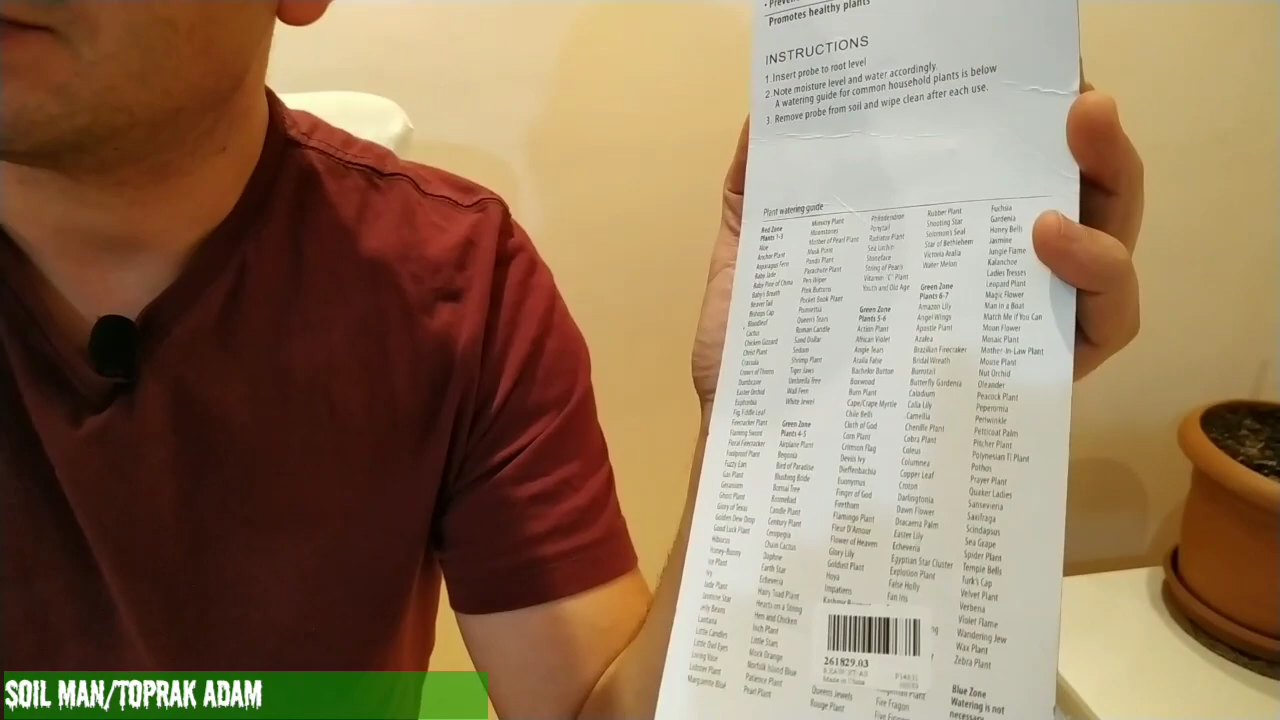 Promotes healthy plants
INSTRUCTIONS
1. Insert probe to root level
2. Note moisture level and water accordingly.
A watering guide for common household plants is below
3. Remove probe from soil and wipe clean after each use.
Plant watering guide
Red Zone
Plants 1-3
Aloe
Anchor Plant
Asparagus Fern
Baby Jade
Baby Pine of China
Baby's Breath
Beaver Tail
Bishops Cap
Bloodleaf
Cactus
Chicken Gizzard
Christ Plant
Crassula
Crown of Thorns
Dumbcane
Easter Orchid
Euphorbia
Fig, Fiddle Leaf
Firecracker Plant
Flaming Sword
Floral Firecracker
Foolproof Plant
Fuzzy Ears
Gas Plant
Geranium
Ghost Plant
Glory of Texas
Golden Dew Drop
Good Luck Plant
Hibiscus
Honey-Bunny
Ice Plant
Ivy
Jade Plant
Jasmine Star
Jelly Beans
Lantana
Little Candles
Little Owl Eyes
Living Vase
Lobster Plant
Marguerite Blue
Mimicry Plant
Moonstones
Mother of Pearl Plant
Musk Plant
Panda Plant
Parachute Plant
Pen Wiper
Pink Buttons
Pocket Book Plant
Poinsettia
Queen's Tears
Roman Candle
Sand Dollar
Sedum
Shrimp Plant
Tiger Jaws
Umbrella Tree
Wall Fern
White Jewel
Green Zone
Plants 4-5
Airplane Plant
Begonia
Bird of Paradise
Blushing Bride
Bonsai Tree
Bromeliad
Candle Plant
Century Plant
Ceropegia
Chain Cactus
Daphne
Earth Star
Echeveria
Hairy Toad Plant
Hearts on a String
Hen and Chicken
Inch Plant
Little Stars
Mock Orange
Norfolk Island Blue
Patience Plant
Pearl Plant
Philodendron
Ponytail
Radiator Plant
Sea Urchin
Stoneface
String of Pearls
Vitamin "C" Plant
Youth and Old Age
Green Zone
Plants 5-6
Action Plant
African Violet
Angle Tears
Aralia False
Bachelor Button
Boxwood
Burn Plant
Cape/Crape Myrtle
Chile Bells
Cloth of God
Corn Plant
Crimson Flag
Devils Ivy
Dieffenbachia
Euonymus
Finger of God
Firethorn
Flamingo Plant
Fleur D'Amour
Flower of Heaven
Glory Lily
Goldust Plant
Hoya
Impatiens
261829.03
Made in China
Queens Jewels
Rouge Plant
Rubber Plant
Shooting Star
Solomon's Seal
Star of Bethlehem
Victoria Aralia
Water Melon
Green Zone
Plants 6-7
Amazon Lily
Angel Wings
Apostle Plant
Azalea
Brazilian Firecracker
Bridal Wreath
Burrotail
Butterfly Gardenia
Caladium
Calla Lily
Camellia
Chenille Plant
Cobra Plant
Coleus
Columnea
Copper Leaf
Croton
Darlingtonia
Dawn Flower
Dracaena Palm
Easter Lily
Echeveria
Egyptian Star Cluster
Explosion Plant
False Holly
Fan Iris
Fire Dragon
Fuchsia
Gardenia
Honey Bells
Jasmine
Jungle Flame
Kalanchoe
Ladies Tresses
Leopard Plant
Magic Flower
Man in a Boat
Match Me if You Can
Moon Flower
Mosaic Plant
Mother-In-Law Plant
Mouse Plant
Nut Orchid
Oleander
Peacock Plant
Peperomia
Periwinkle
Petticoat Palm
Pitcher Plant
Polynesian Ti Plant
Pothos
Prayer Plant
Quaker Ladies
Sansevieria
Saxifraga
Scindapsus
Sea Grape
Spider Plant
Temple Bells
Turk's Cap
Velvet Plant
Verbena
Violet Flame
Wandering Jew
Wax Plant
Zebra Plant
Blue Zone
Watering is not
necessary
SOIL MAN/TOPRAK ADAM